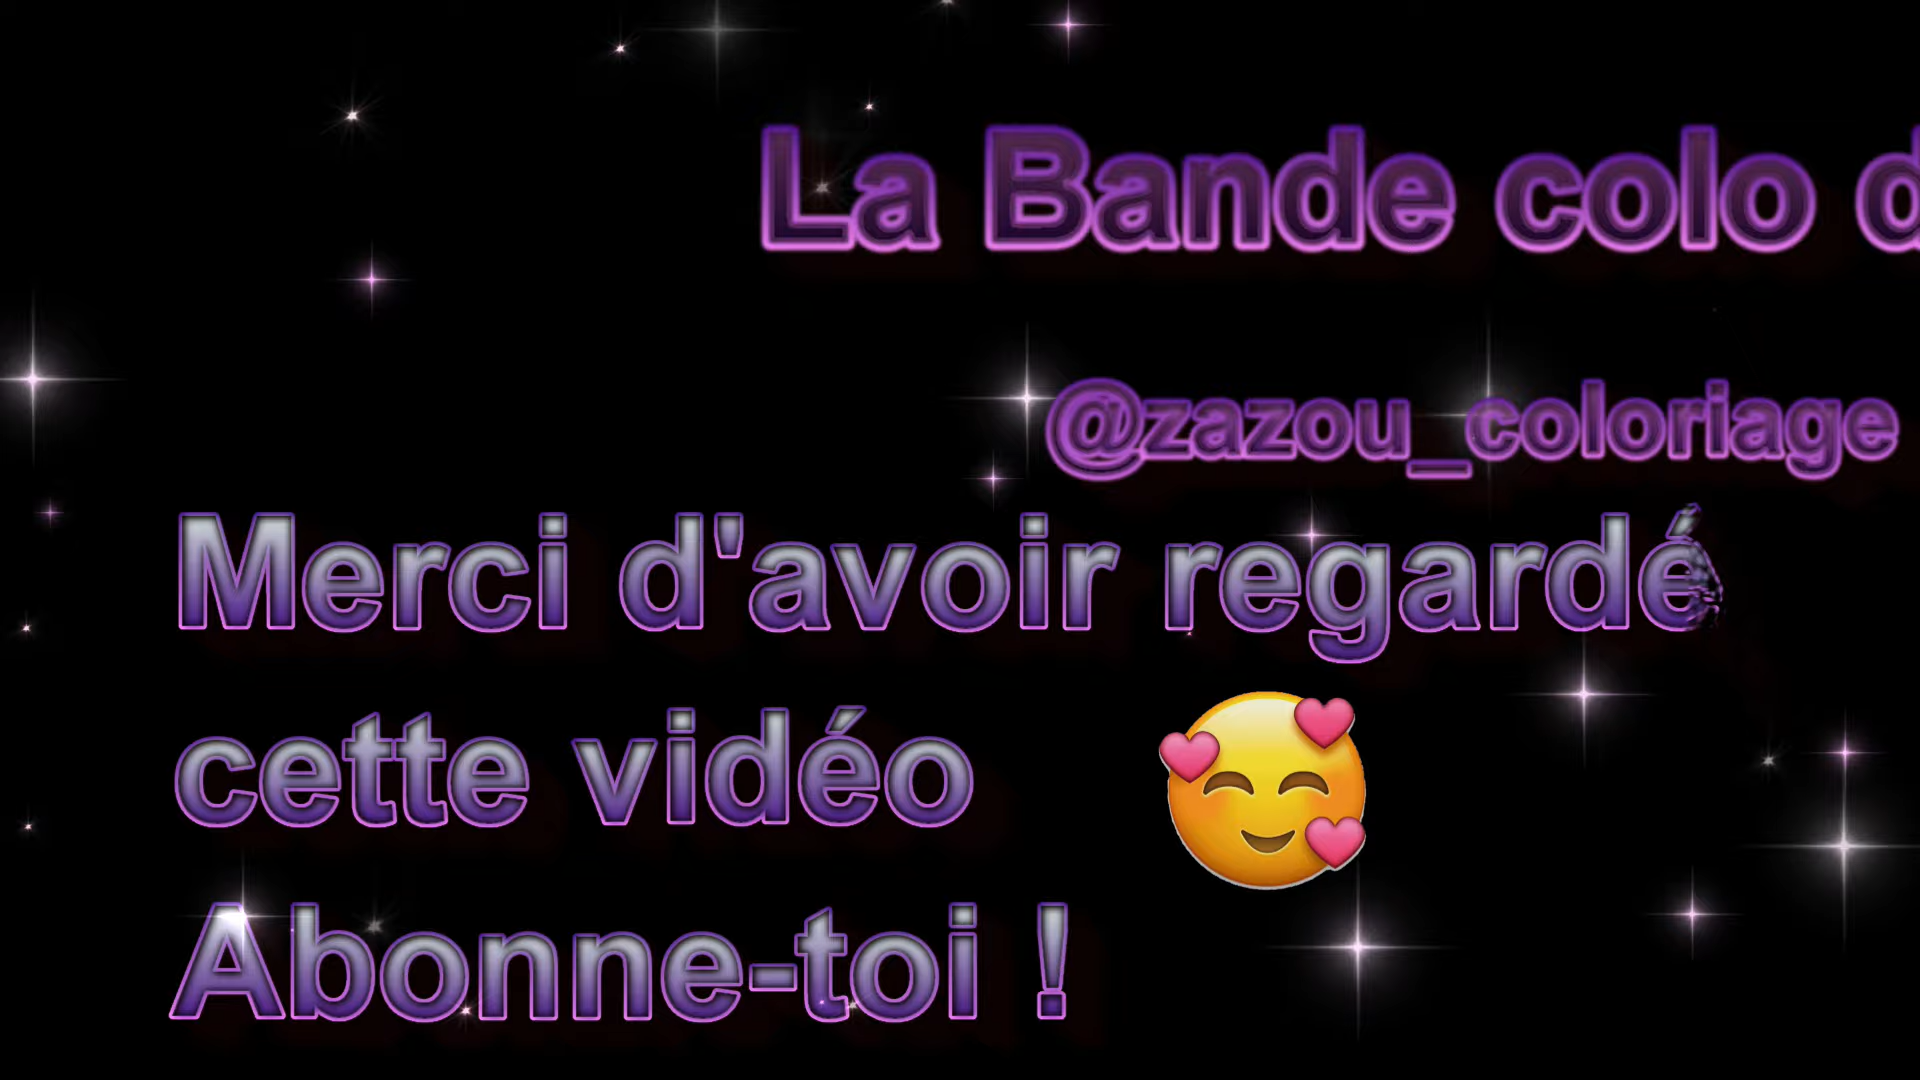 La Bande colo d
@zazou_coloriage
Merci d'avoir regardé
cette vidéo
Abonne-toi !